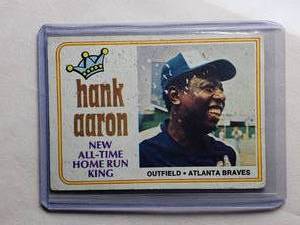 hank
aaron
NEW
ALL-TIME
HOME RUN
KING
OUTFIELD • ATLANTA BRAVES